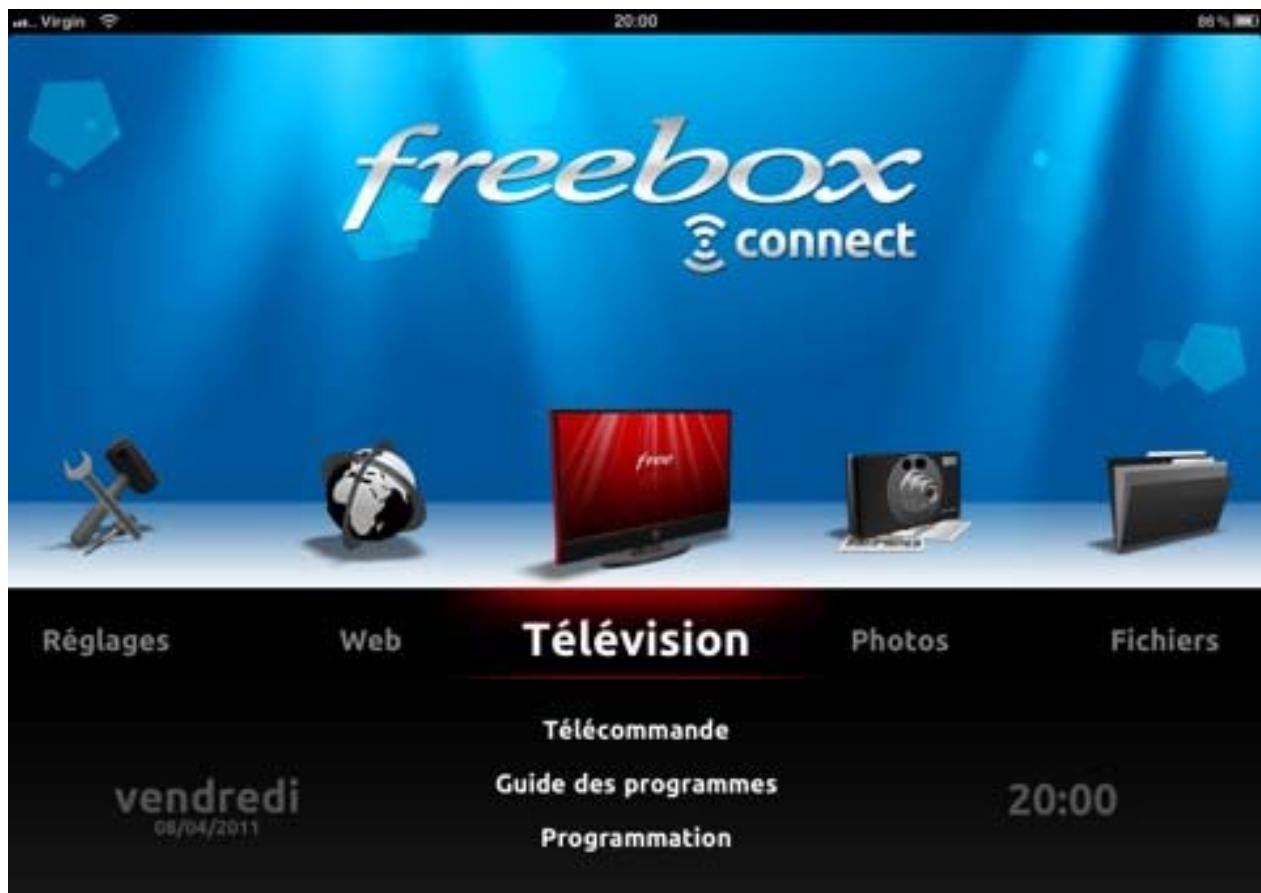 Virgin 20:00 86 %
freebox
connect
free
Réglages Web Télévision Photos Fichiers
Télécommande
Guide des programmes
Programmation
vendredi
08/04/2011
20:00